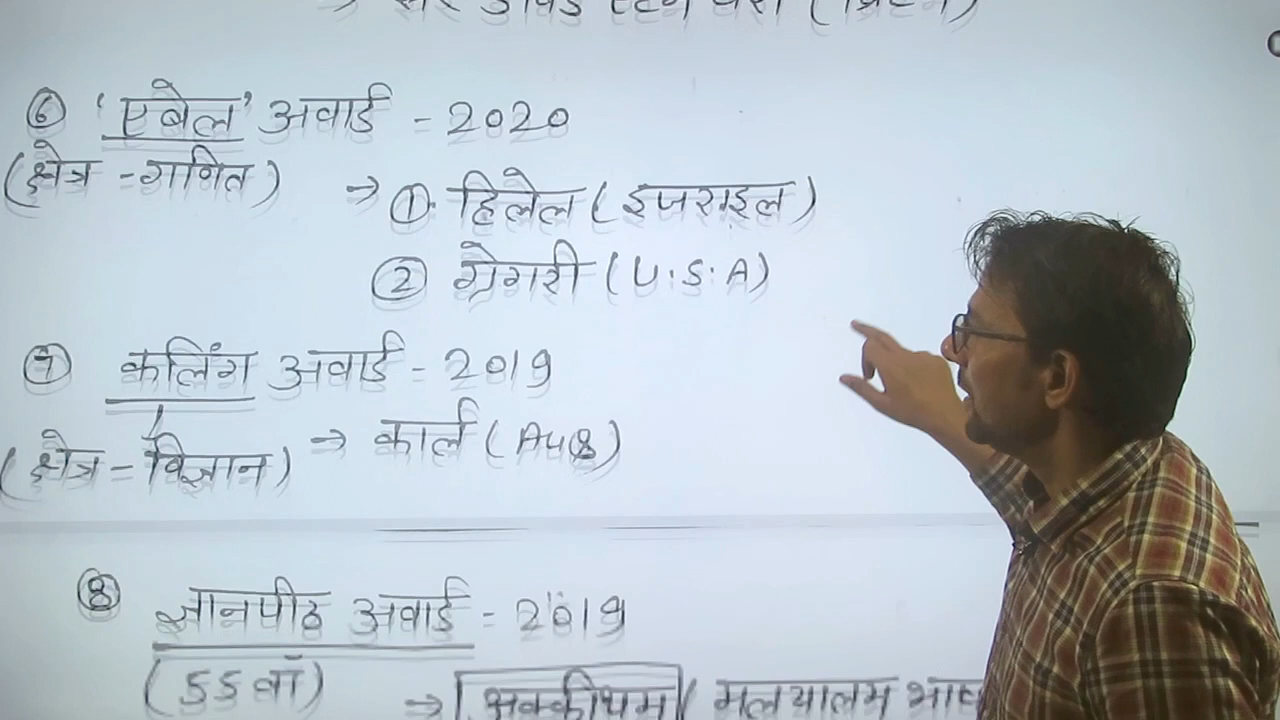 ⑥ 'एबेल' अवार्ड - 2020
(क्षेत्र - गणित)
→ ① हिलेल (इजराइल)
② ग्रेगरी (U.S.A)
⑦ कलिंग अवार्ड - 2019
(क्षेत्र - विज्ञान) → कार्ल (Aus)
⑧ ज्ञानपीठ अवार्ड - 2019
(55वाँ)
→ अक्कीथम (मलयालम